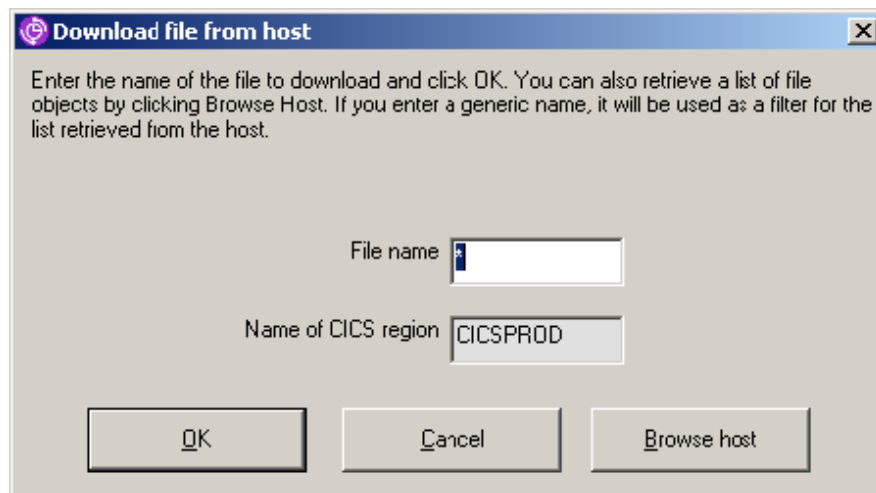 Download file from host
Enter the name of the file to download and click OK. You can also retrieve a list of file
objects by clicking Browse Host. If you enter a generic name, it will be used as a filter for the
list retrieved from the host.
File name *
Name of CICS region CICSPROD
OK Cancel Browse host